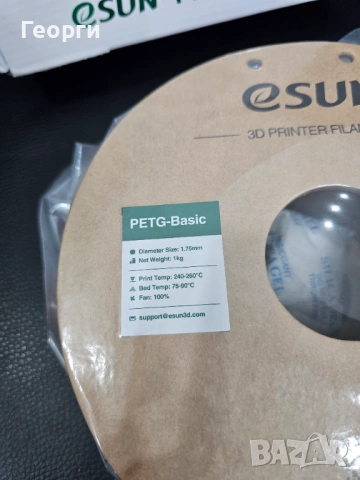 eSUN
Георги
eSUN
3D PRINTER FILA
PETG-Basic
Diameter Size: 1.75mm
Net Weight: 1kg
Print Temp: 240-260°C
Bed Temp: 75-90°C
Fan: 100%
support@esun3d.com
bazar